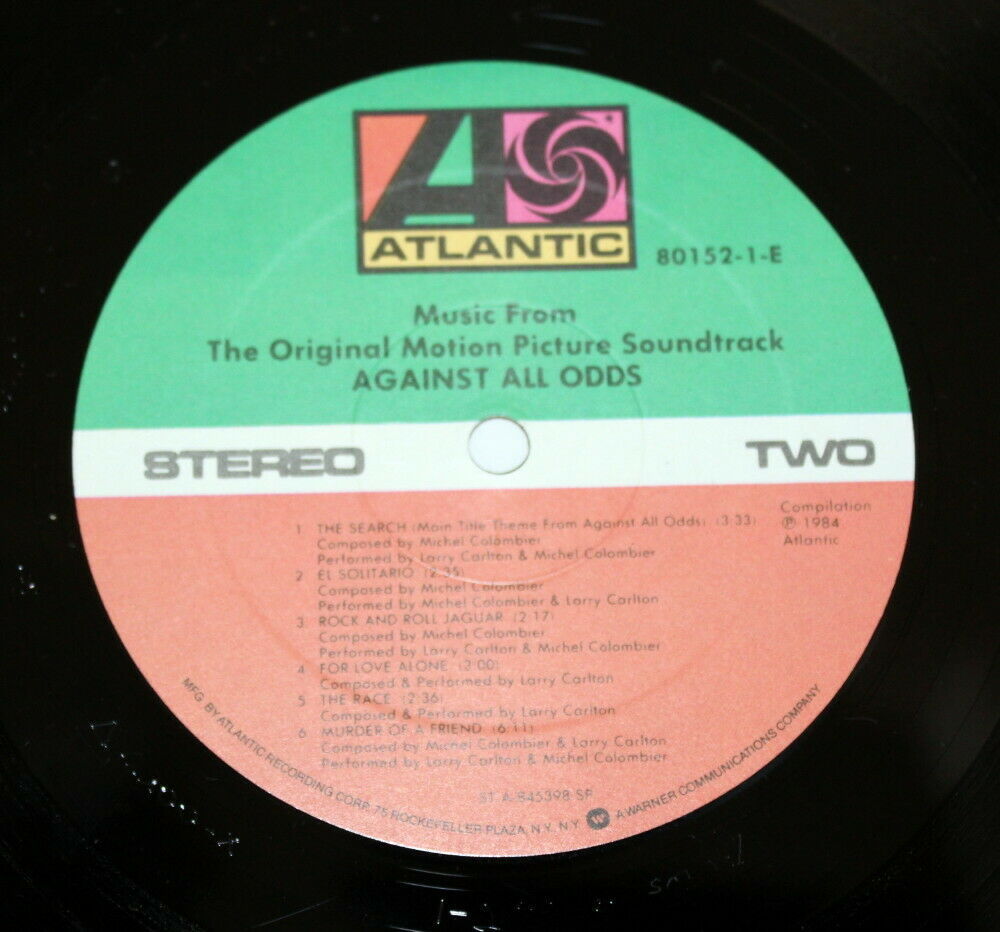 ATLANTIC
80152-1-E
Music From
The Original Motion Picture Soundtrack
AGAINST ALL ODDS
STEREO
TWO
Compilation
℗ 1984
Atlantic
1 THE SEARCH (Main Title Theme From Against All Odds) (3:33)
Composed by Michel Colombier
Performed by Larry Carlton & Michel Colombier
2 EL SOLITARIO (2:35)
Composed by Michel Colombier
Performed by Michel Colombier & Larry Carlton
3 ROCK AND ROLL JAGUAR (2:17)
Composed by Michel Colombier
Performed by Larry Carlton & Michel Colombier
4 FOR LOVE ALONE
Composed & Performed by Larry Carlton
5 THE RACE (2:36)
Composed & Performed by Larry Carlton
6 MURDER OF A FRIEND (6:11)
Composed by Michel Colombier & Larry Carlton
Performed by Larry Carlton & Michel Colombier
ST-A-845398-SP
MFG. BY ATLANTIC RECORDING CORP. 75 ROCKEFELLER PLAZA, N.Y., N.Y. A WARNER COMMUNICATIONS COMPANY